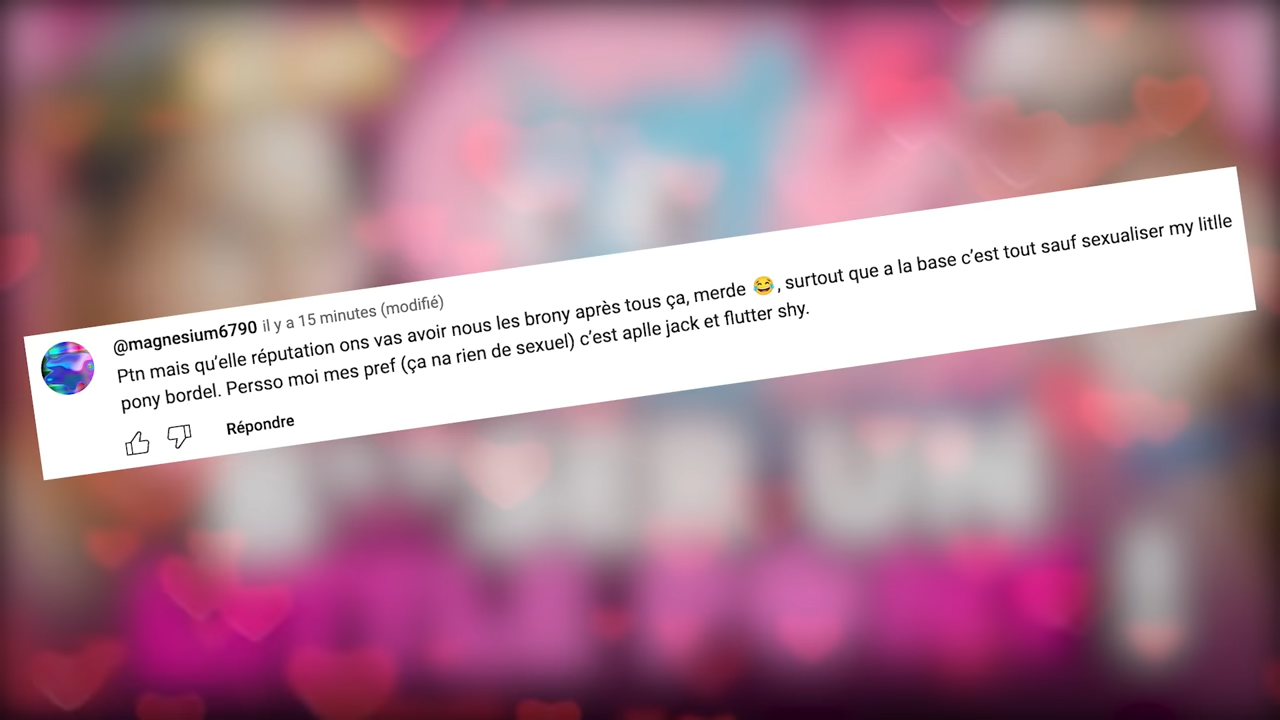 @magnesium6790 il y a 15 minutes (modifié)
Ptn mais qu'elle réputation ons vas avoir nous les brony après tous ça, merde 😂, surtout que a la base c'est tout sauf sexualiser my litlle
pony bordel. Persso moi mes pref (ça na rien de sexuel) c'est aplle jack et flutter shy.
Répondre